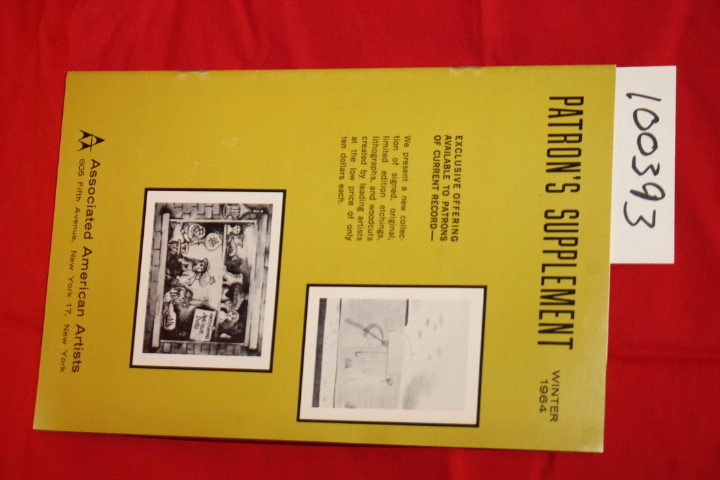 PATRON'S SUPPLEMENT
WINTER
1964
EXCLUSIVE OFFERING
AVAILABLE TO PATRONS
OF CURRENT RECORD—
We present a new collec-
tion of signed, original,
limited edition etchings,
lithographs, and woodcuts
created by leading artists
at the low price of only
ten dollars each.
Associated American Artists
605 Fifth Avenue, New York 17, New York
100393